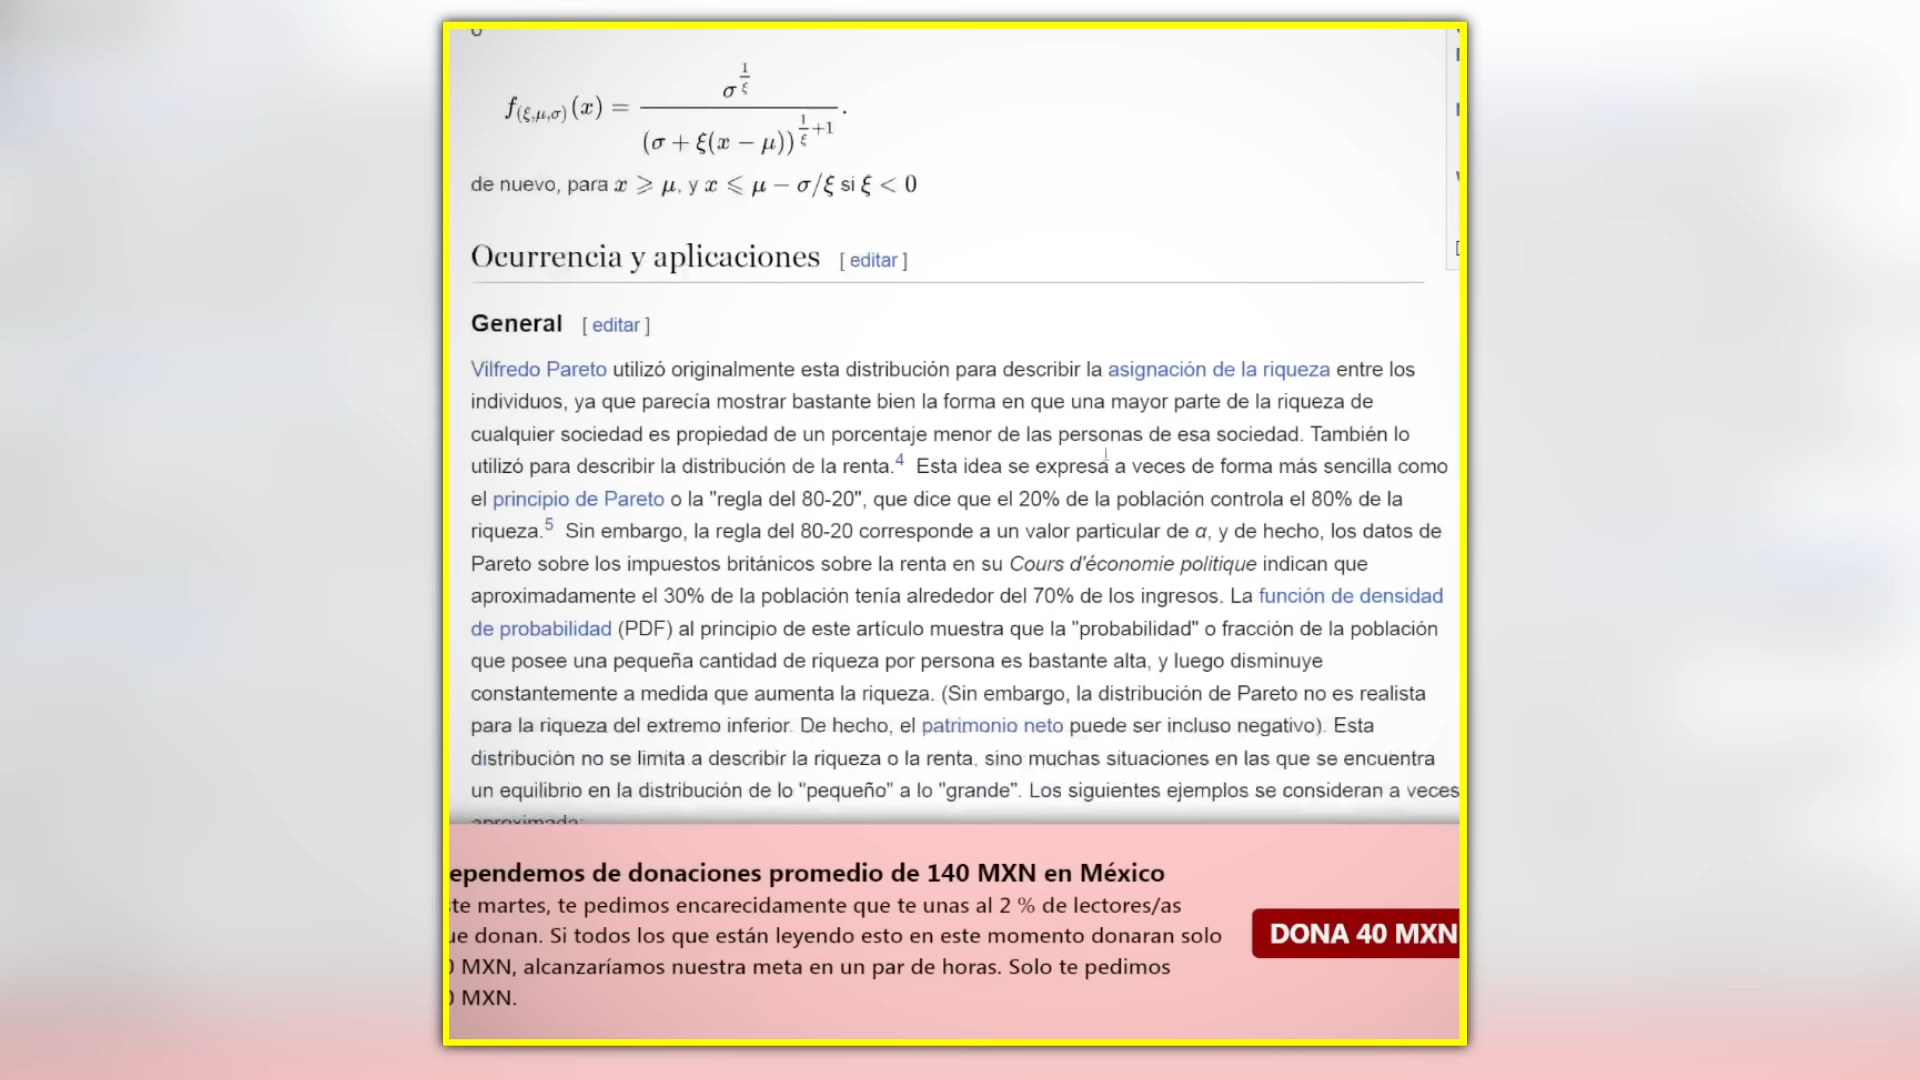 f(ξ,μ,σ)(x) = σ^(1/ξ) / (σ + ξ(x − μ))^(1/ξ+1).
de nuevo, para x ⩾ μ, y x ⩽ μ − σ/ξ si ξ < 0
Ocurrencia y aplicaciones [ editar ]
General [ editar ]
Vilfredo Pareto utilizó originalmente esta distribución para describir la asignación de la riqueza entre los
individuos, ya que parecía mostrar bastante bien la forma en que una mayor parte de la riqueza de
cualquier sociedad es propiedad de un porcentaje menor de las personas de esa sociedad. También lo
utilizó para describir la distribución de la renta.4 Esta idea se expresa a veces de forma más sencilla como
el principio de Pareto o la "regla del 80-20", que dice que el 20% de la población controla el 80% de la
riqueza.5 Sin embargo, la regla del 80-20 corresponde a un valor particular de α, y de hecho, los datos de
Pareto sobre los impuestos británicos sobre la renta en su Cours d'économie politique indican que
aproximadamente el 30% de la población tenía alrededor del 70% de los ingresos. La función de densidad
de probabilidad (PDF) al principio de este artículo muestra que la "probabilidad" o fracción de la población
que posee una pequeña cantidad de riqueza por persona es bastante alta, y luego disminuye
constantemente a medida que aumenta la riqueza. (Sin embargo, la distribución de Pareto no es realista
para la riqueza del extremo inferior. De hecho, el patrimonio neto puede ser incluso negativo). Esta
distribución no se limita a describir la riqueza o la renta, sino muchas situaciones en las que se encuentra
un equilibrio en la distribución de lo "pequeño" a lo "grande". Los siguientes ejemplos se consideran a veces
ependemos de donaciones promedio de 140 MXN en México
te martes, te pedimos encarecidamente que te unas al 2 % de lectores/as
ue donan. Si todos los que están leyendo esto en este momento donaran solo
0 MXN, alcanzaríamos nuestra meta en un par de horas. Solo te pedimos
0 MXN.
DONA 40 MXN